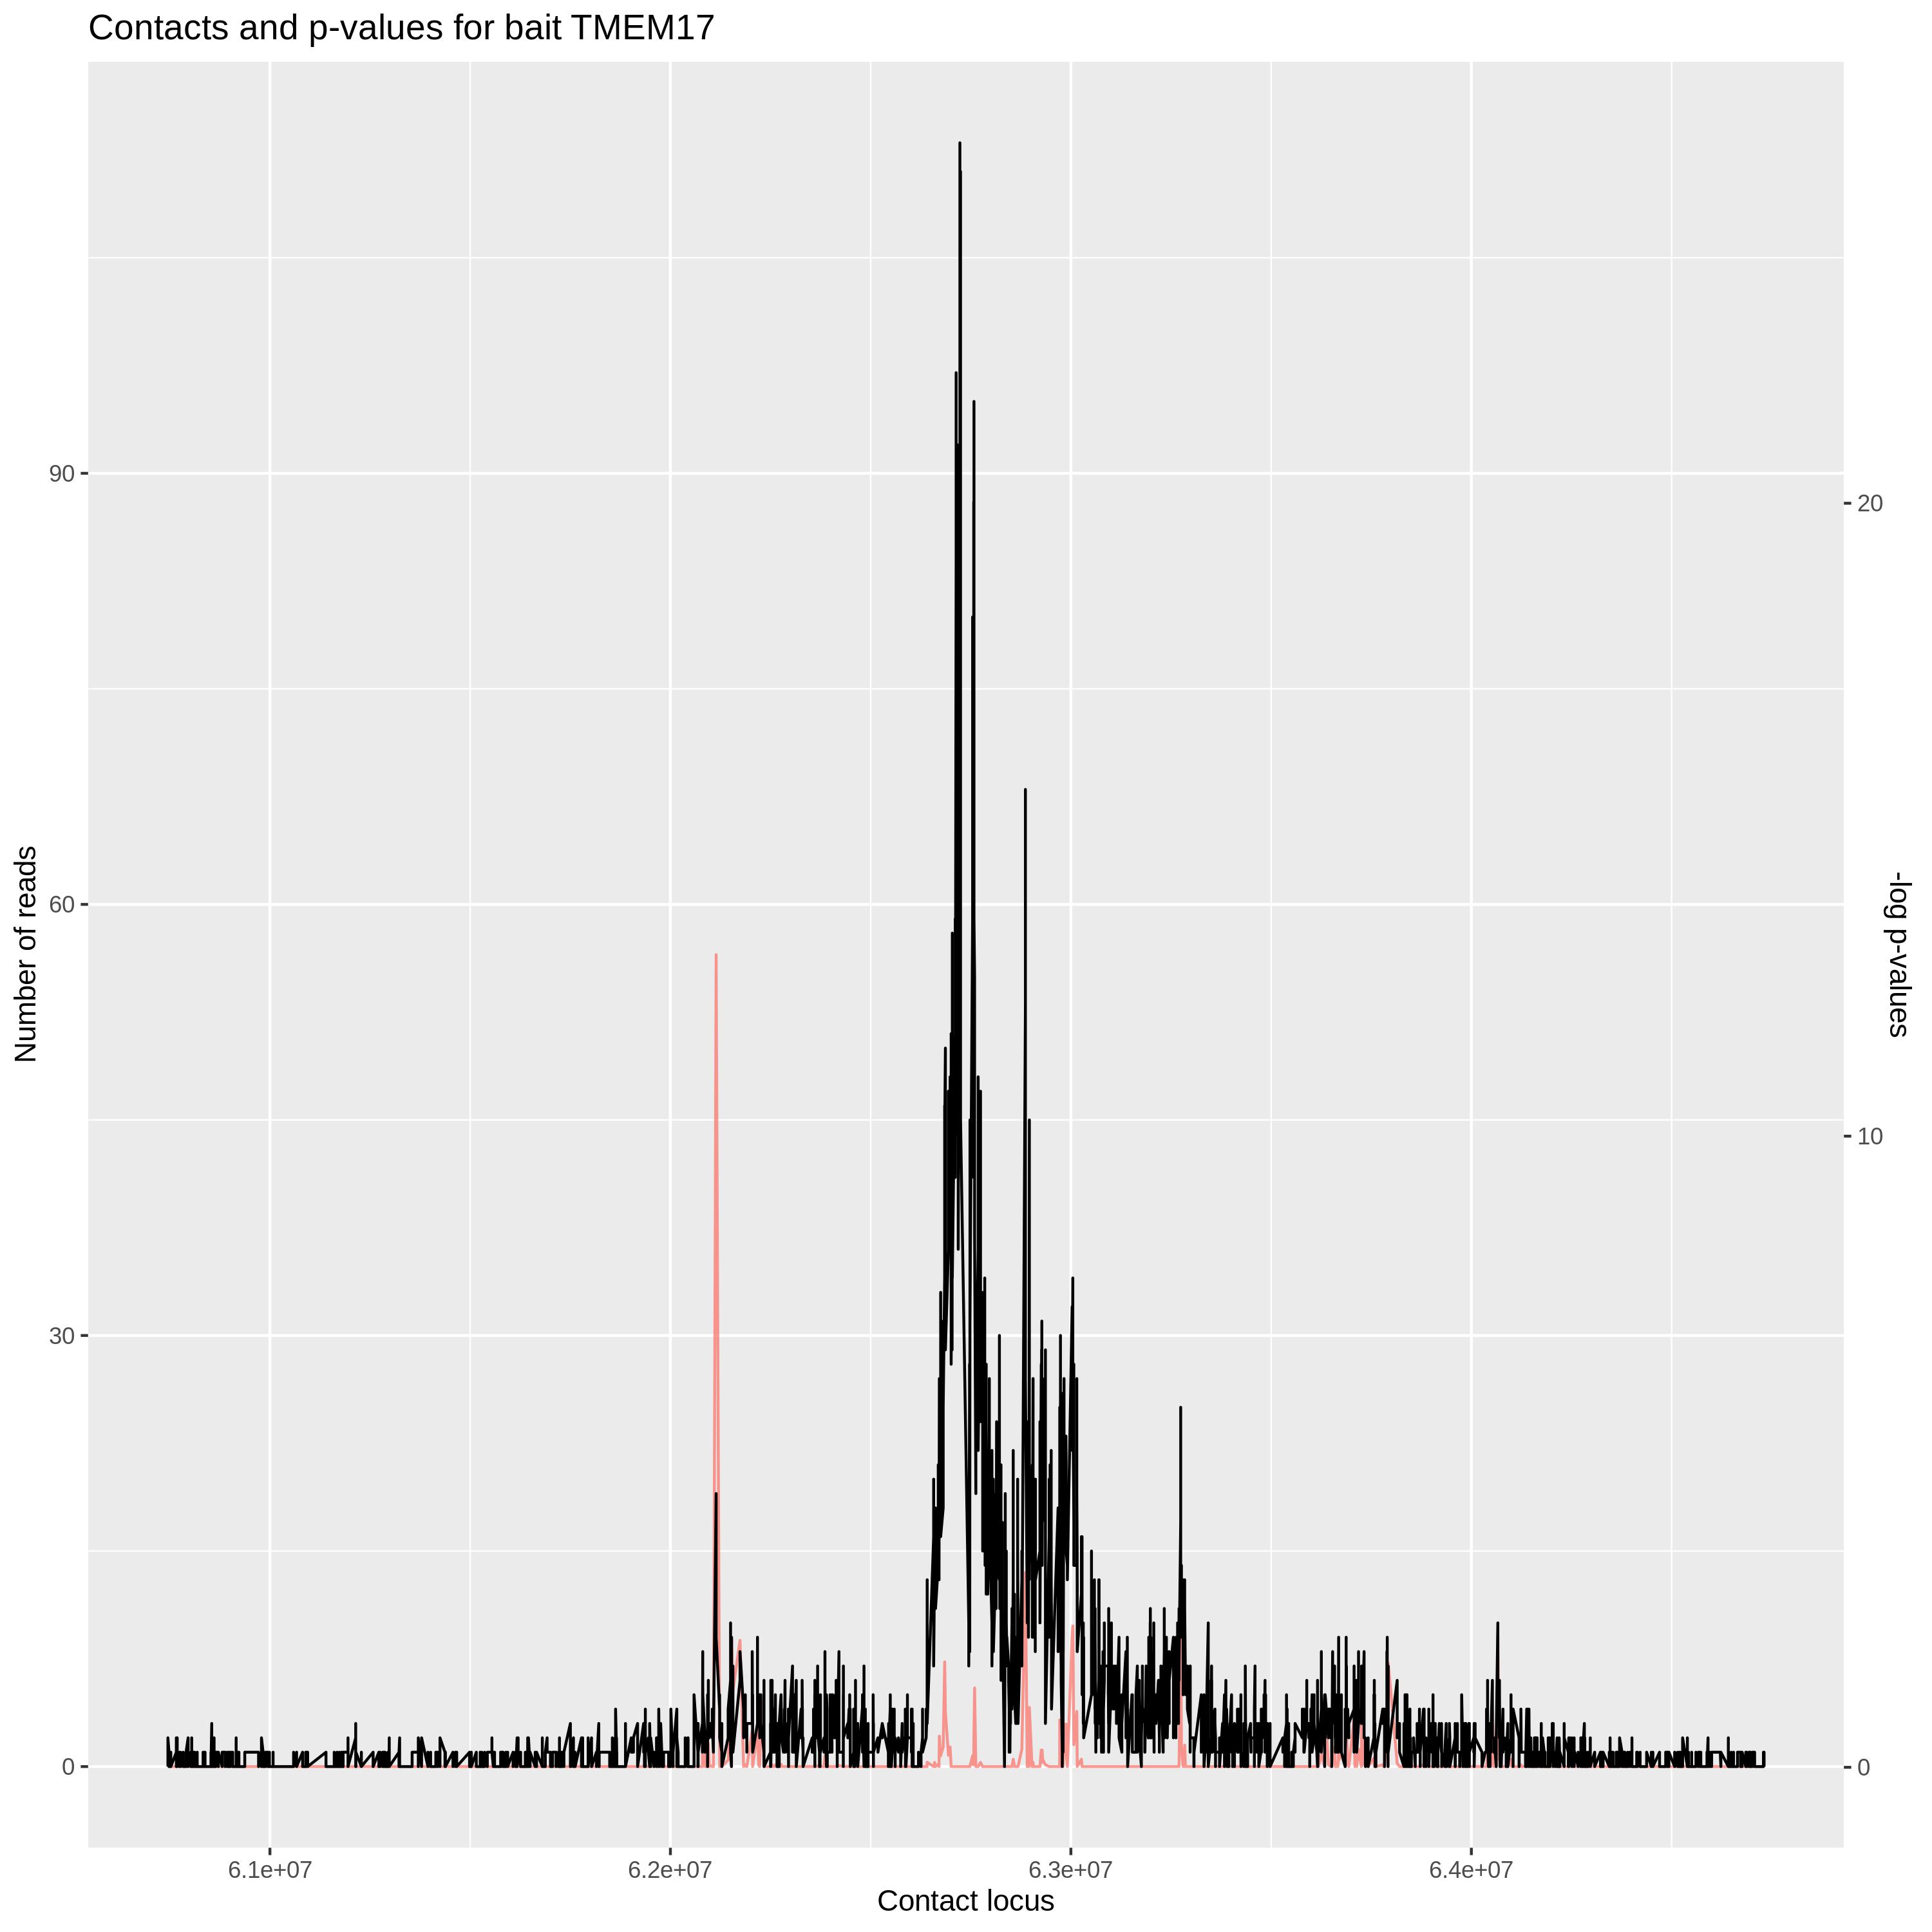 Contacts and p-values for bait TMEM17
90
60
30
0
Number of reads
20
10
0
-log p-values
6.1e+07
6.2e+07
6.3e+07
6.4e+07
Contact locus